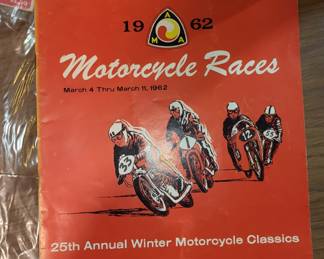 19 62
A
M A
Motorcycle Races
March 4 Thru March 11, 1962
25th Annual Winter Motorcycle Classics